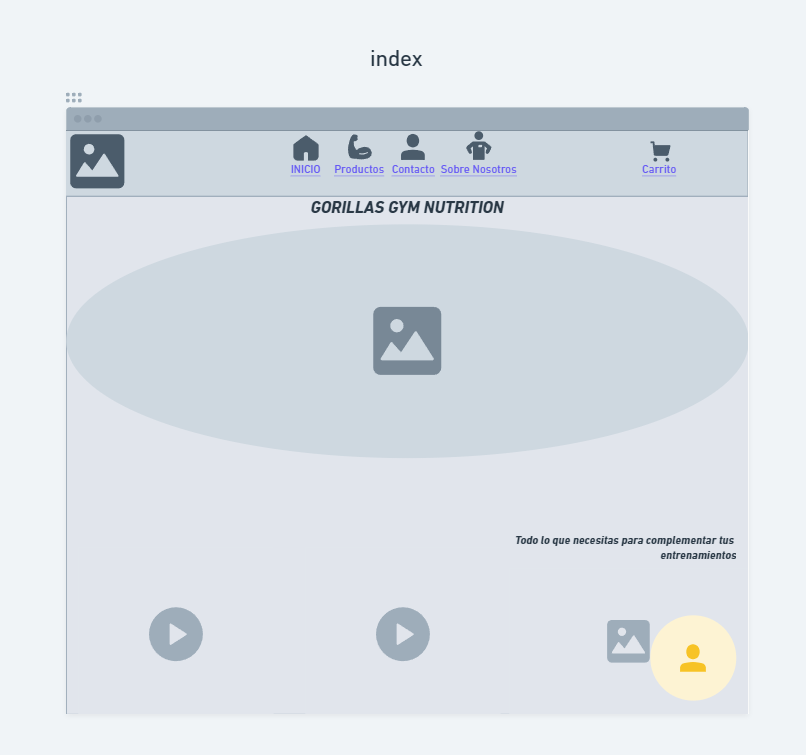 index
INICIO Productos Contacto Sobre Nosotros Carrito
GORILLAS GYM NUTRITION
Todo lo que necesitas para complementar tus
entrenamientos